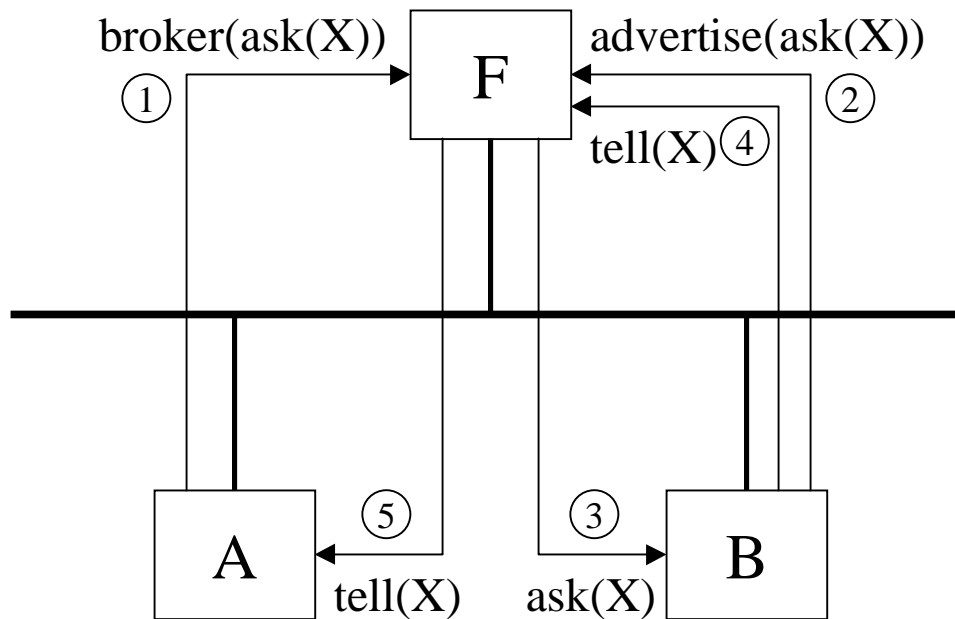 broker(ask(X))
advertise(ask(X))
F
1
2
tell(X)
4
5
3
A
B
tell(X)
ask(X)